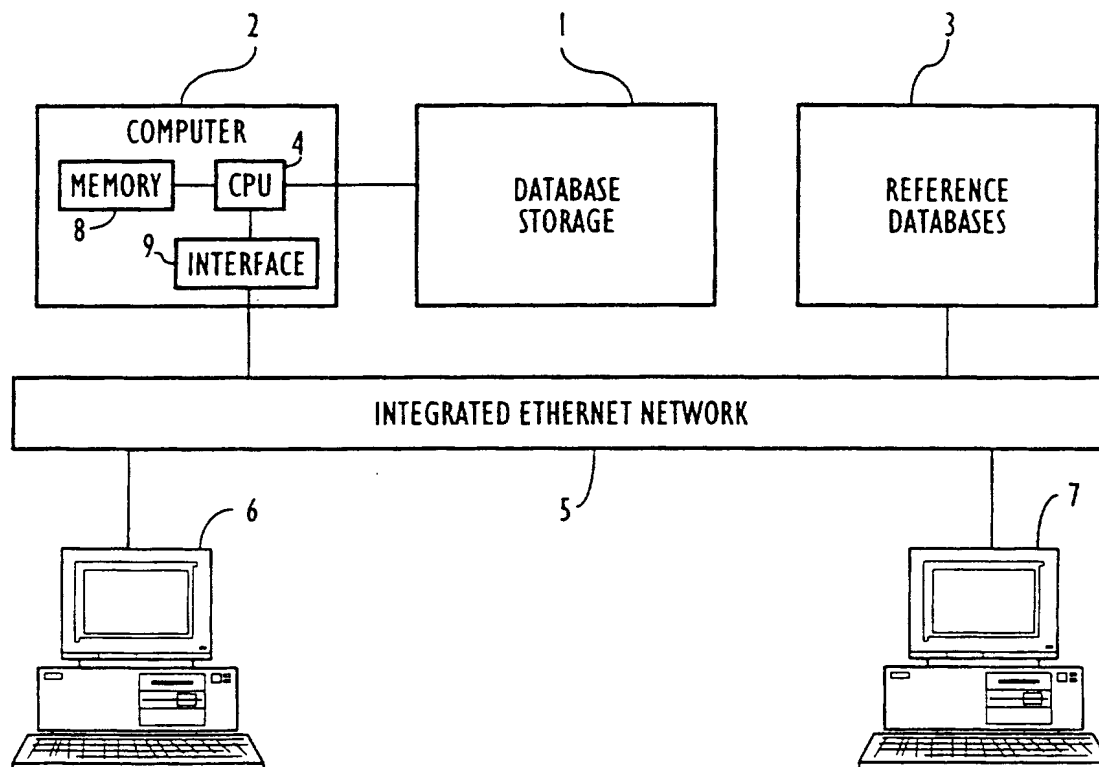 2
1
3
COMPUTER
4
MEMORY
CPU
8
9
INTERFACE
DATABASE
STORAGE
REFERENCE
DATABASES
INTEGRATED ETHERNET NETWORK
5
6
7